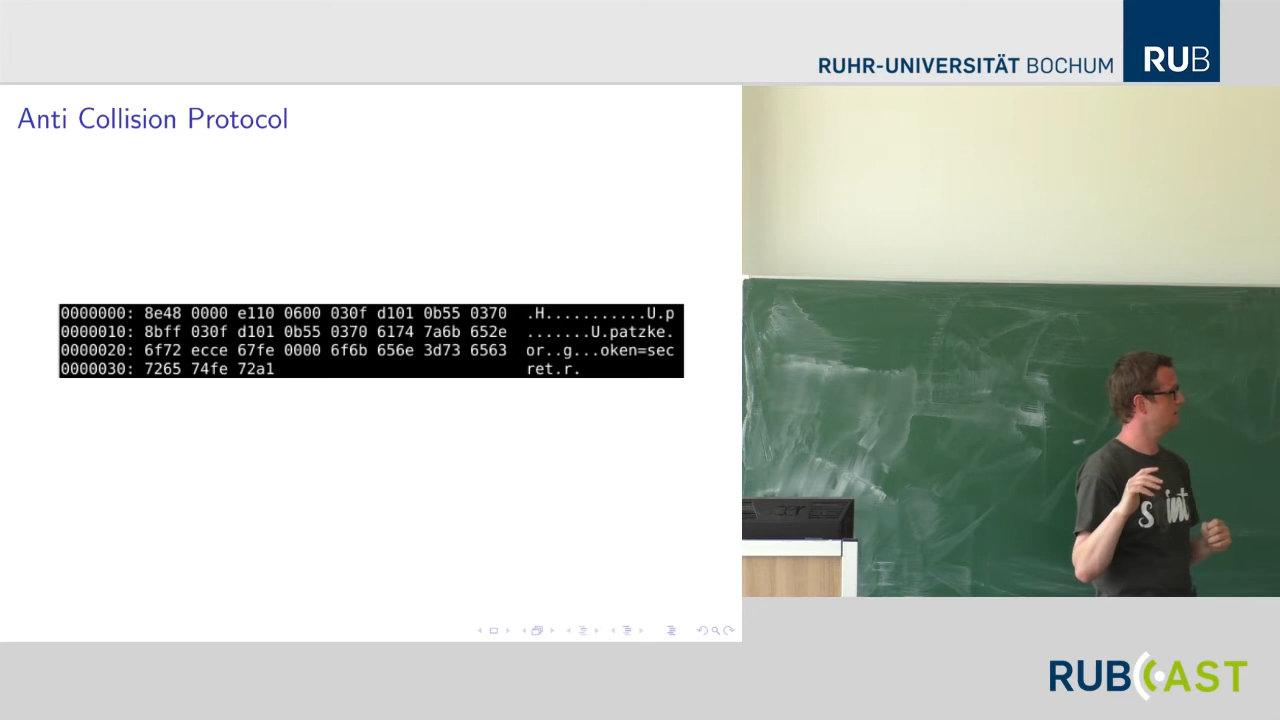 RUHR-UNIVERSITÄT BOCHUM RUB
Anti Collision Protocol
0000000: 8e48 0000 e110 0600 030f d101 0b55 0370 .H...........U.p
0000010: 8bff 030f d101 0b55 0370 6174 7a6b 652e .......U.patzke.
0000020: 6f72 ecce 67fe 0000 6f6b 656e 3d73 6563 or..g...oken=sec
0000030: 7265 74fe 72a1 ret.r.
RUBCAST